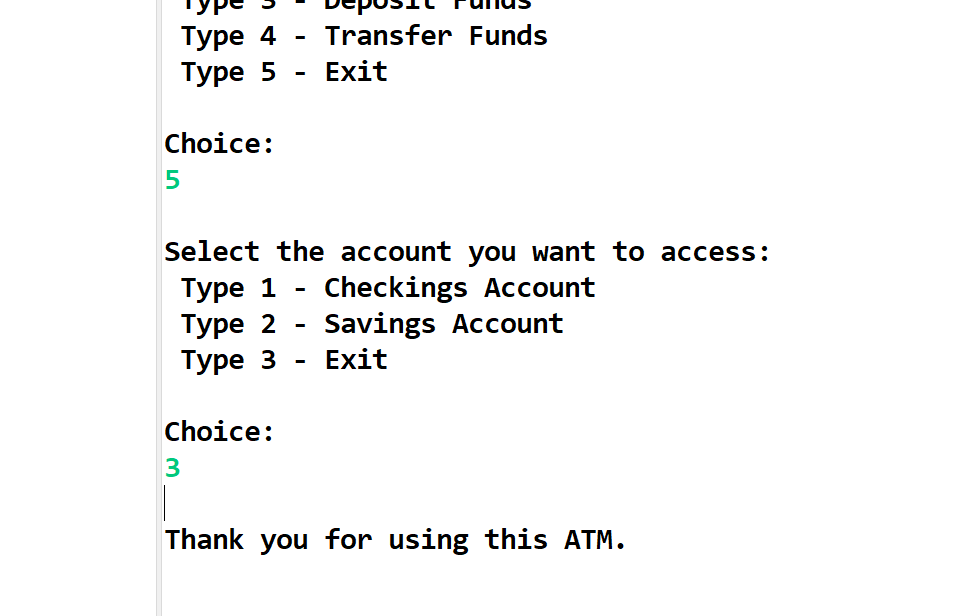 Type 3 - Deposit Funds
Type 4 - Transfer Funds
Type 5 - Exit
Choice:
5
Select the account you want to access:
Type 1 - Checkings Account
Type 2 - Savings Account
Type 3 - Exit
Choice:
3
Thank you for using this ATM.